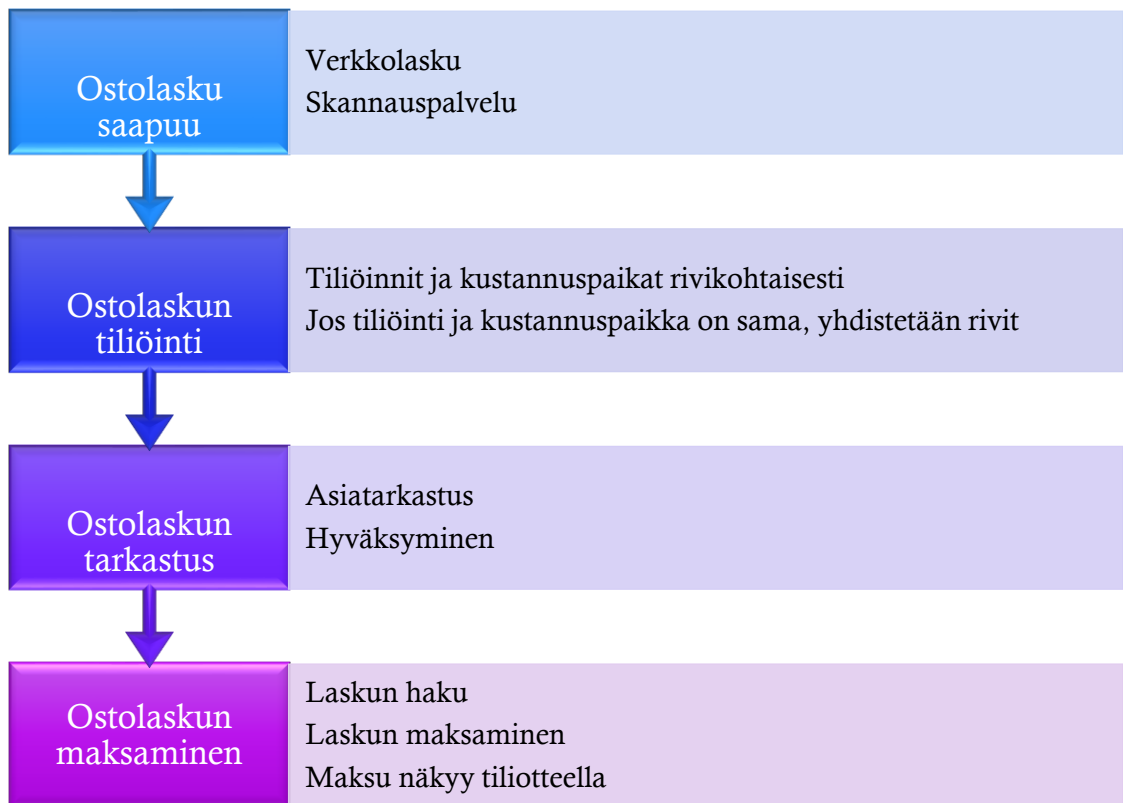 Ostolasku
saapuu
Verkkolasku
Skannauspalvelu
Ostolaskun
tiliöinti
Tiliöinnit ja kustannuspaikat rivikohtaisesti
Jos tiliöinti ja kustannuspaikka on sama, yhdistetään rivit
Ostolaskun
tarkastus
Asiatarkastus
Hyväksyminen
Ostolaskun
maksaminen
Laskun haku
Laskun maksaminen
Maksu näkyy tiliotteella